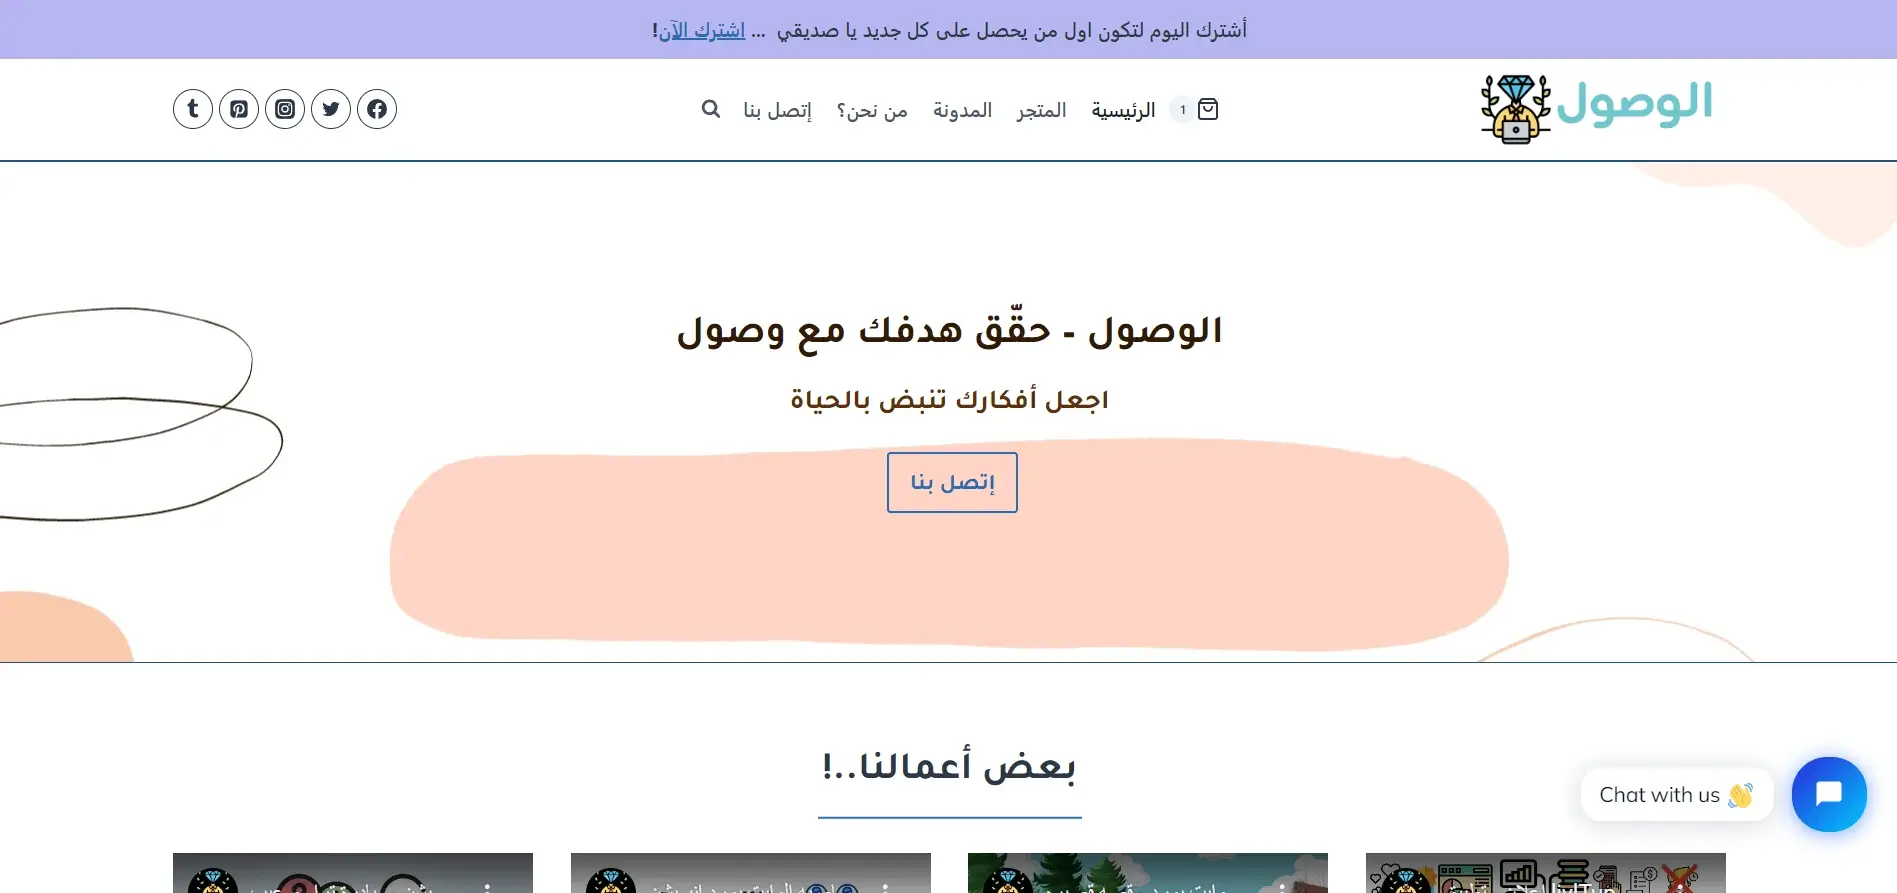 أشترك اليوم لتكون اول من يحصل على كل جديد يا صديقي ... اشترك الآن!
الوصول
1 الرئيسية المتجر المدونة من نحن؟ إتصل بنا
الوصول - حقّق هدفك مع وصول
اجعل أفكارك تنبض بالحياة
إتصل بنا
بعض أعمالنا..!
Chat with us 👋